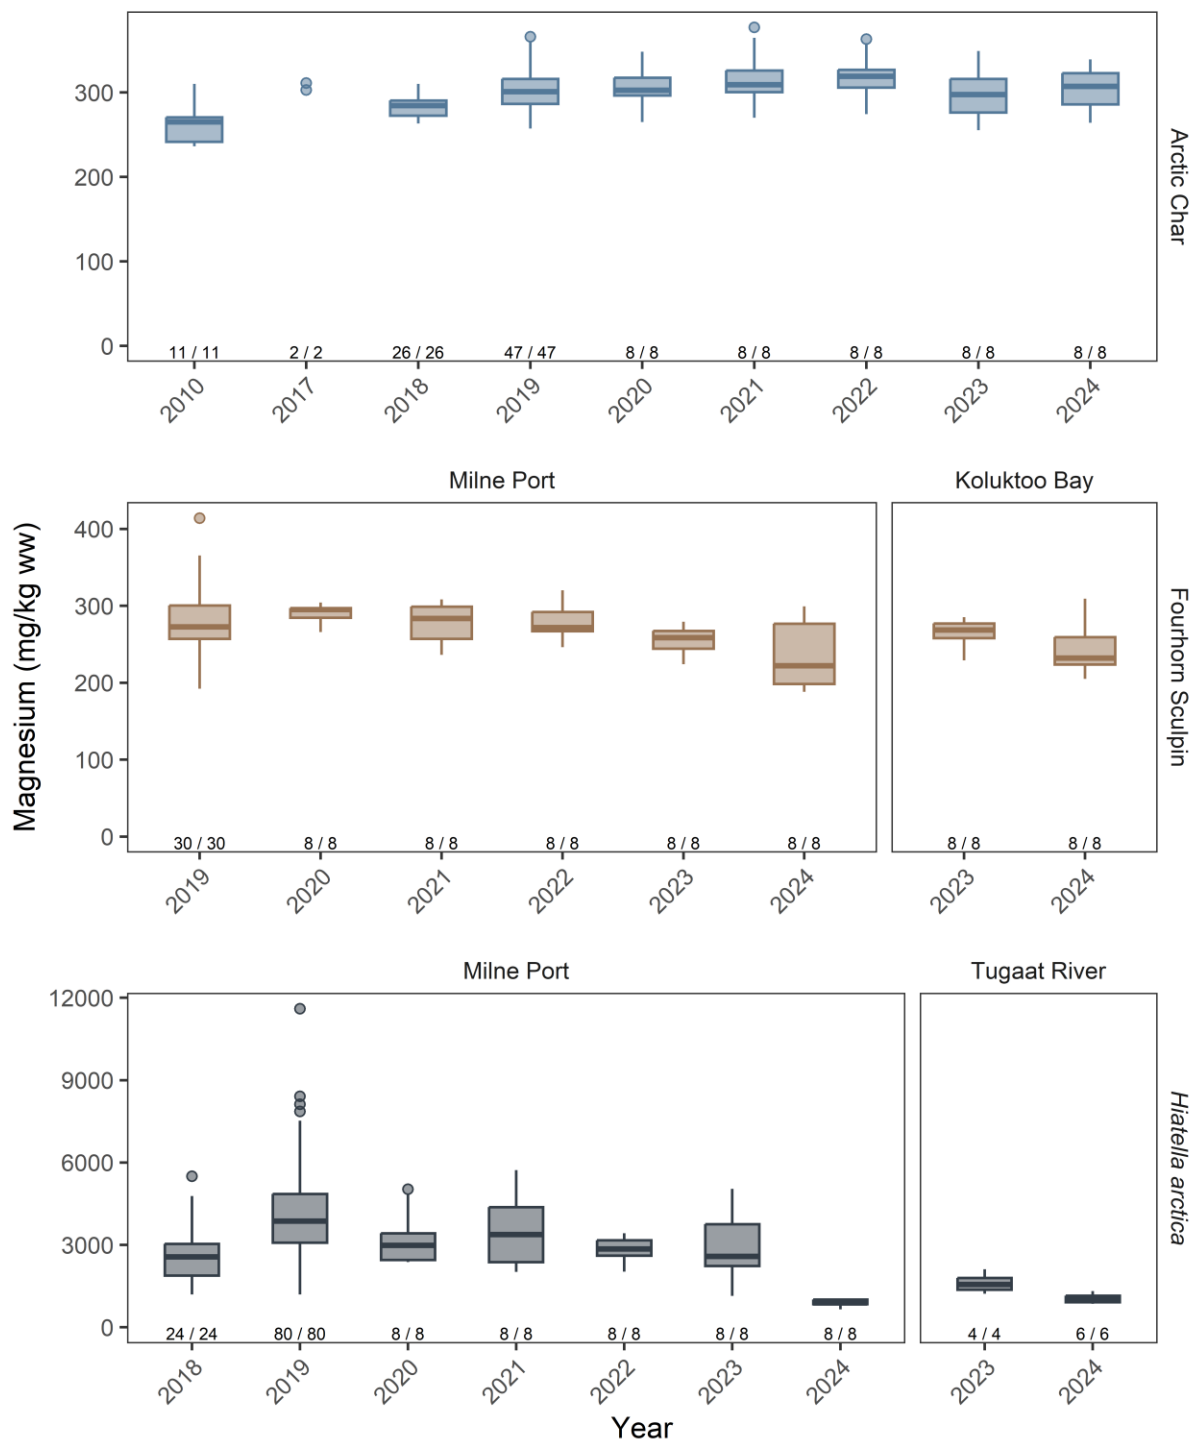 300
200
100
0
11 / 11 2 / 2 26 / 26 47 / 47 8 / 8 8 / 8 8 / 8 8 / 8 8 / 8
2010 2017 2018 2019 2020 2021 2022 2023 2024
Arctic Char
Magnesium (mg/kg ww)
Milne Port Koluktoo Bay
400
300
200
100
0
30 / 30 8 / 8 8 / 8 8 / 8 8 / 8 8 / 8 8 / 8 8 / 8
2019 2020 2021 2022 2023 2024 2023 2024
Fourhorn Sculpin
Milne Port Tugaat River
12000
9000
6000
3000
0
24 / 24 80 / 80 8 / 8 8 / 8 8 / 8 8 / 8 8 / 8 4 / 4 6 / 6
2018 2019 2020 2021 2022 2023 2024 2023 2024
Hiatella arctica
Year